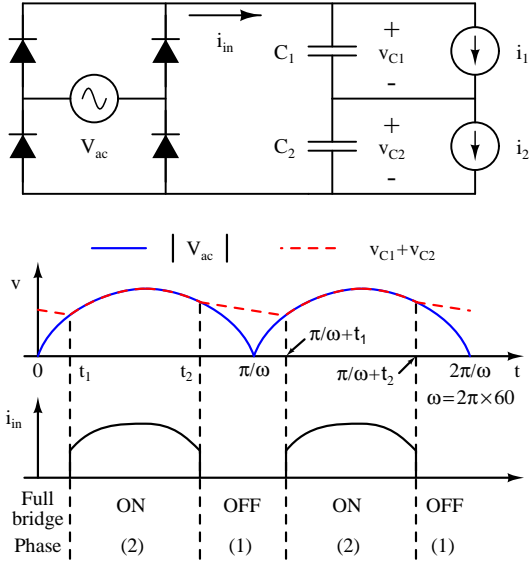 i_in
C_1
+
v_C1
-
i_1
V_ac
C_2
+
v_C2
-
i_2
| V_ac |
v_C1+v_C2
v
π/ω+t_1
0
t_1
t_2
π/ω
π/ω+t_2
2π/ω
t
ω=2π×60
i_in
Full bridge
ON
OFF
ON
OFF
Phase
(2)
(1)
(2)
(1)